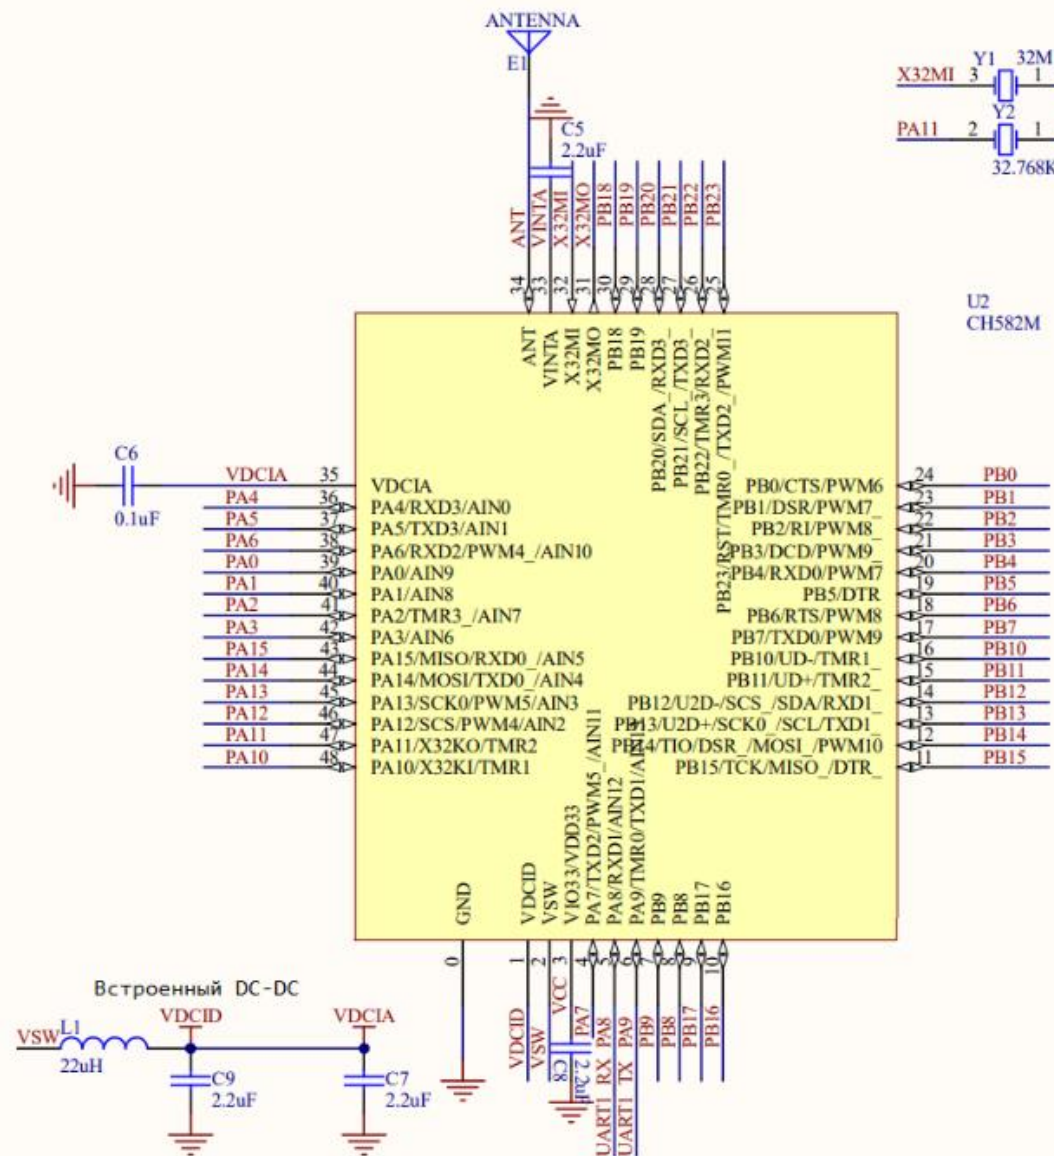 ANTENNA
E1
C5
2.2uF
Y1 32M
X32MI 3 1
Y2
PA11 2 1
32.768K
ANT
VINTA
X32MI
X32MO
PB18
PB19
PB20
PB21
PB22
PB23
34
33
32
31
30
29
28
27
26
25
U2
CH582M
ANT
VINTA
X32MI
X32MO
PB18
PB19
PB20/SDA_/RXD3_
PB21/SCL_/TXD3_
PB22/TMR3/RXD2_
PB23/RST/TMR0_/TXD2_/PWM11
C6
0.1uF
VDCIA 35 VDCIA
PA4 36 PA4/RXD3/AIN0
PA5 37 PA5/TXD3/AIN1
PA6 38 PA6/RXD2/PWM4_/AIN10
PA0 39 PA0/AIN9
PA1 40 PA1/AIN8
PA2 41 PA2/TMR3_/AIN7
PA3 42 PA3/AIN6
PA15 43 PA15/MISO/RXD0_/AIN5
PA14 44 PA14/MOSI/TXD0_/AIN4
PA13 45 PA13/SCK0/PWM5/AIN3
PA12 46 PA12/SCS/PWM4/AIN2
PA11 47 PA11/X32KO/TMR2
PA10 48 PA10/X32KI/TMR1
PB0/CTS/PWM6 24 PB0
PB1/DSR/PWM7_ 23 PB1
PB2/RI/PWM8_ 22 PB2
PB3/DCD/PWM9_ 21 PB3
PB4/RXD0/PWM7 20 PB4
PB5/DTR 19 PB5
PB6/RTS/PWM8 18 PB6
PB7/TXD0/PWM9 17 PB7
PB10/UD-/TMR1_ 16 PB10
PB11/UD+/TMR2_ 15 PB11
PB12/U2D-/SCS_/SDA/RXD1_ 14 PB12
PB13/U2D+/SCK0_/SCL/TXD1_ 13 PB13
PB14/TIO/DSR_/MOSI_/PWM10 12 PB14
PB15/TCK/MISO_/DTR_ 11 PB15
GND
VDCID
VSW
VIO33/VDD33
PA7/TXD2/PWM5_/AIN11
PA8/RXD1/AIN12
PA9/TMR0/TXD1/AIN13
PB9
PB8
PB17
PB16
0
1
2
3
4
5
6
7
8
9
10
VDCID
VSW
VCC
PA7
UART1 RX PA8
UART1 TX PA9
PB9
PB8
PB17
PB16
C8
2.2uF
Встроенный DC-DC
VSW
L1
22uH
VDCID
VDCIA
C9
2.2uF
C7
2.2uF